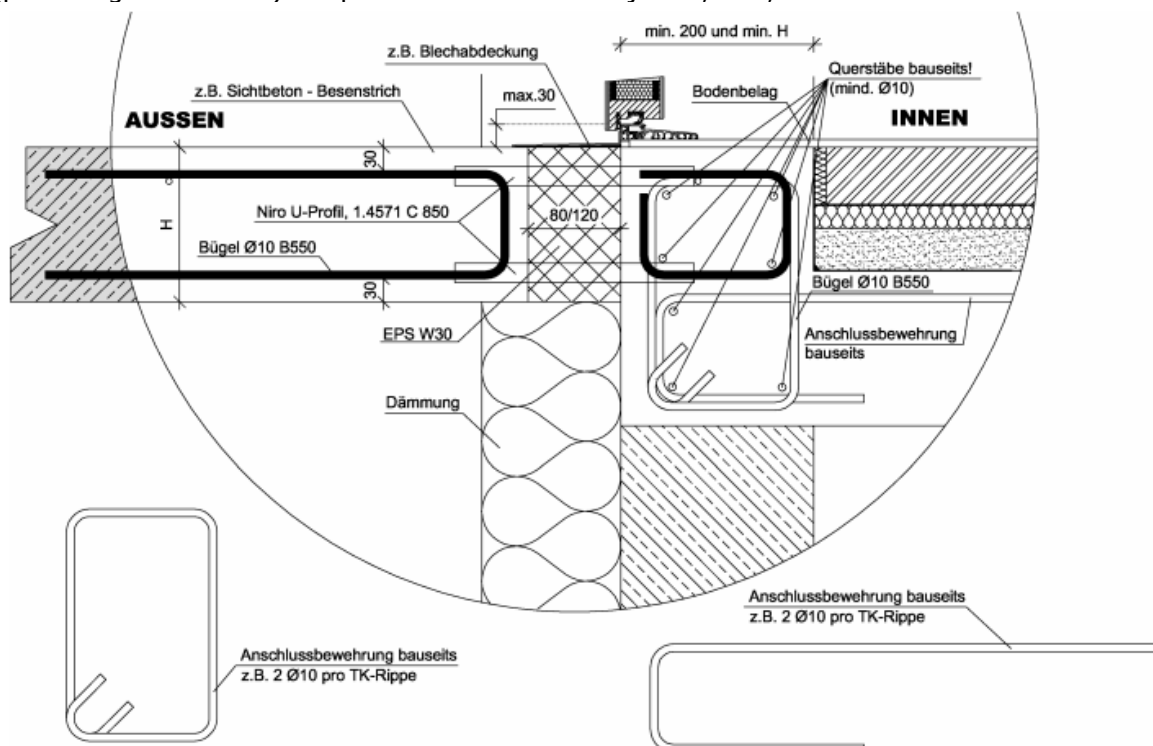 min. 200 und min. H
z.B. Blechabdeckung
Querstäbe bauseits!
(mind. Ø10)
z.B. Sichtbeton - Besenstrich
max.30
Bodenbelag
AUSSEN
INNEN
30
H
Niro U-Profil, 1.4571 C 850
80/120
Bügel Ø10 B550
30
Bügel Ø10 B550
EPS W30
Anschlussbewehrung
bauseits
Dämmung
Anschlussbewehrung bauseits
z.B. 2 Ø10 pro TK-Rippe
Anschlussbewehrung bauseits
z.B. 2 Ø10 pro TK-Rippe